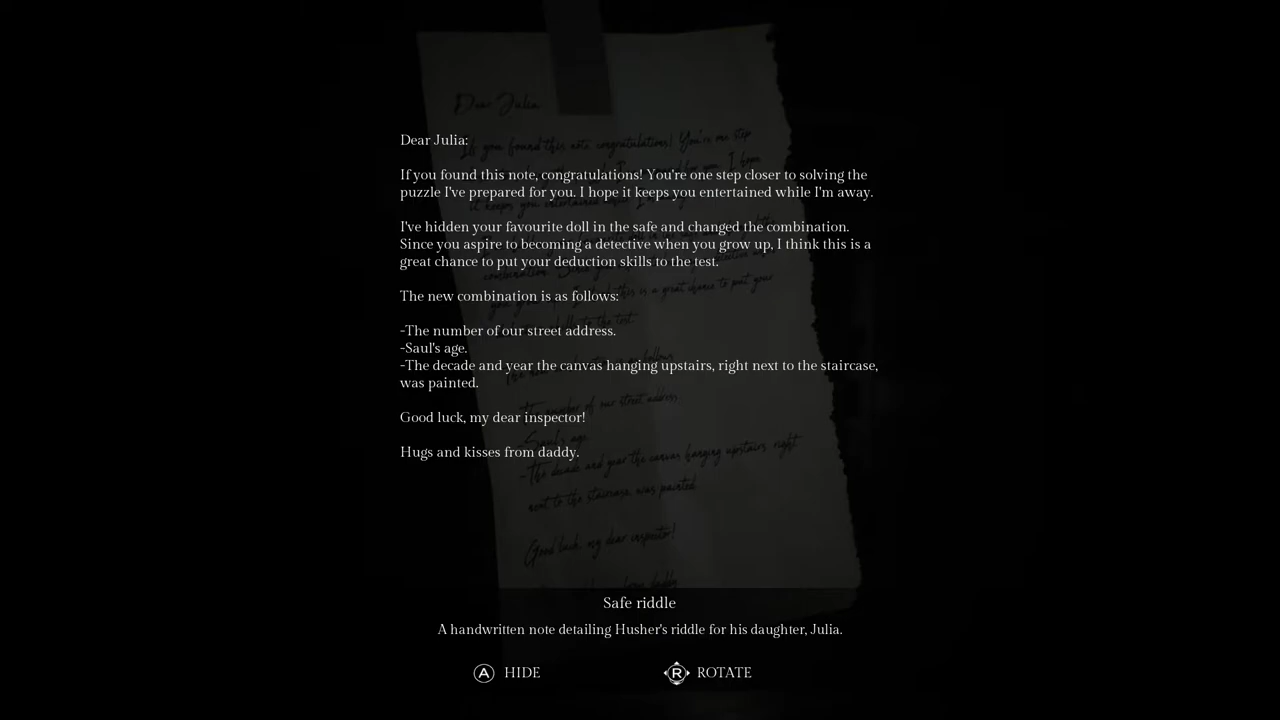 Dear Julia:
If you found this note, congratulations! You're one step closer to solving the
puzzle I've prepared for you. I hope it keeps you entertained while I'm away.
I've hidden your favourite doll in the safe and changed the combination.
Since you aspire to becoming a detective when you grow up, I think this is a
great chance to put your deduction skills to the test.
The new combination is as follows:
-The number of our street address.
-Saul's age.
-The decade and year the canvas hanging upstairs, right next to the staircase,
was painted.
Good luck, my dear inspector!
Hugs and kisses from daddy.
Safe riddle
A handwritten note detailing Husher's riddle for his daughter, Julia.
A HIDE
R ROTATE